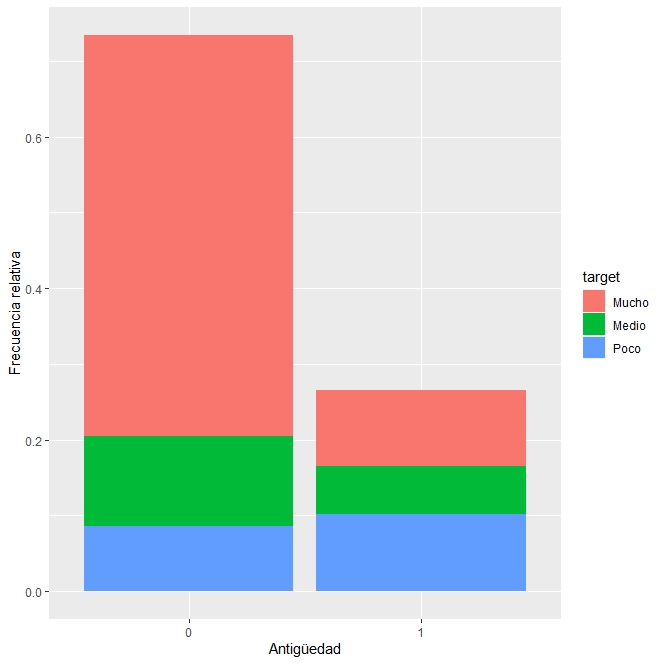 Frecuencia relativa
0.6
0.4
0.2
0.0
0
1
Antigüedad
target
Mucho
Medio
Poco